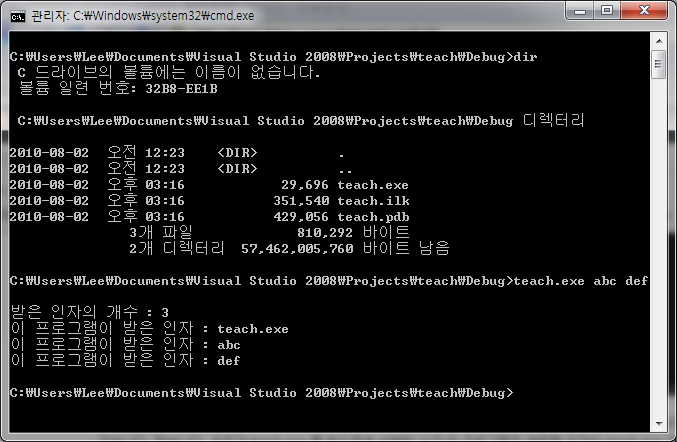 관리자: C:₩Windows₩system32₩cmd.exe
C:₩Users₩Lee₩Documents₩Visual Studio 2008₩Projects₩teach₩Debug>dir
C 드라이브의 볼륨에는 이름이 없습니다.
볼륨 일련 번호: 32B8-EE1B
C:₩Users₩Lee₩Documents₩Visual Studio 2008₩Projects₩teach₩Debug 디렉터리
2010-08-02 오전 12:23 <DIR> .
2010-08-02 오전 12:23 <DIR> ..
2010-08-02 오후 03:16 29,696 teach.exe
2010-08-02 오후 03:16 351,540 teach.ilk
2010-08-02 오후 03:16 429,056 teach.pdb
3개 파일 810,292 바이트
2개 디렉터리 57,462,005,760 바이트 남음
C:₩Users₩Lee₩Documents₩Visual Studio 2008₩Projects₩teach₩Debug>teach.exe abc def
받은 인자의 개수 : 3
이 프로그램이 받은 인자 : teach.exe
이 프로그램이 받은 인자 : abc
이 프로그램이 받은 인자 : def
C:₩Users₩Lee₩Documents₩Visual Studio 2008₩Projects₩teach₩Debug>